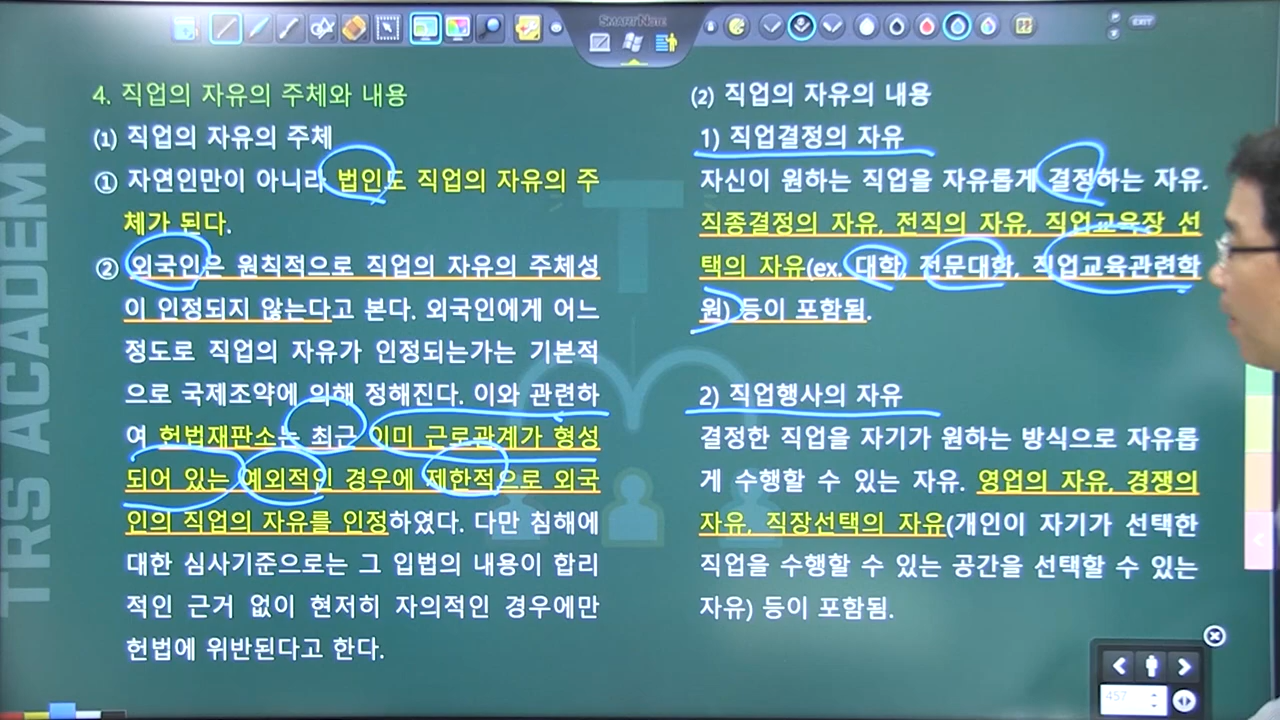 SMARTNOTE
EXIT
4. 직업의 자유의 주체와 내용
(1) 직업의 자유의 주체
① 자연인만이 아니라 법인도 직업의 자유의 주
체가 된다.
② 외국인은 원칙적으로 직업의 자유의 주체성
이 인정되지 않는다고 본다. 외국인에게 어느
정도로 직업의 자유가 인정되는가는 기본적
으로 국제조약에 의해 정해진다. 이와 관련하
여 헌법재판소는 최근 이미 근로관계가 형성
되어 있는 예외적인 경우에 제한적으로 외국
인의 직업의 자유를 인정하였다. 다만 침해에
대한 심사기준으로는 그 입법의 내용이 합리
적인 근거 없이 현저히 자의적인 경우에만
헌법에 위반된다고 한다.
(2) 직업의 자유의 내용
1) 직업결정의 자유
자신이 원하는 직업을 자유롭게 결정하는 자유.
직종결정의 자유, 전직의 자유, 직업교육장 선
택의 자유(ex. 대학, 전문대학, 직업교육관련학
원) 등이 포함됨.
2) 직업행사의 자유
결정한 직업을 자기가 원하는 방식으로 자유롭
게 수행할 수 있는 자유. 영업의 자유, 경쟁의
자유, 직장선택의 자유(개인이 자기가 선택한
직업을 수행할 수 있는 공간을 선택할 수 있는
자유) 등이 포함됨.
TRS ACADEMY
457